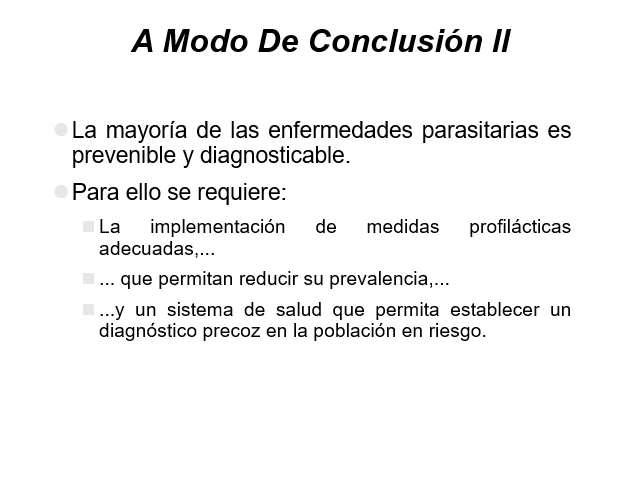 A Modo De Conclusión II
La mayoría de las enfermedades parasitarias es
prevenible y diagnosticable.
Para ello se requiere:
La implementación de medidas profilácticas
adecuadas,...
... que permitan reducir su prevalencia,...
...y un sistema de salud que permita establecer un
diagnóstico precoz en la población en riesgo.